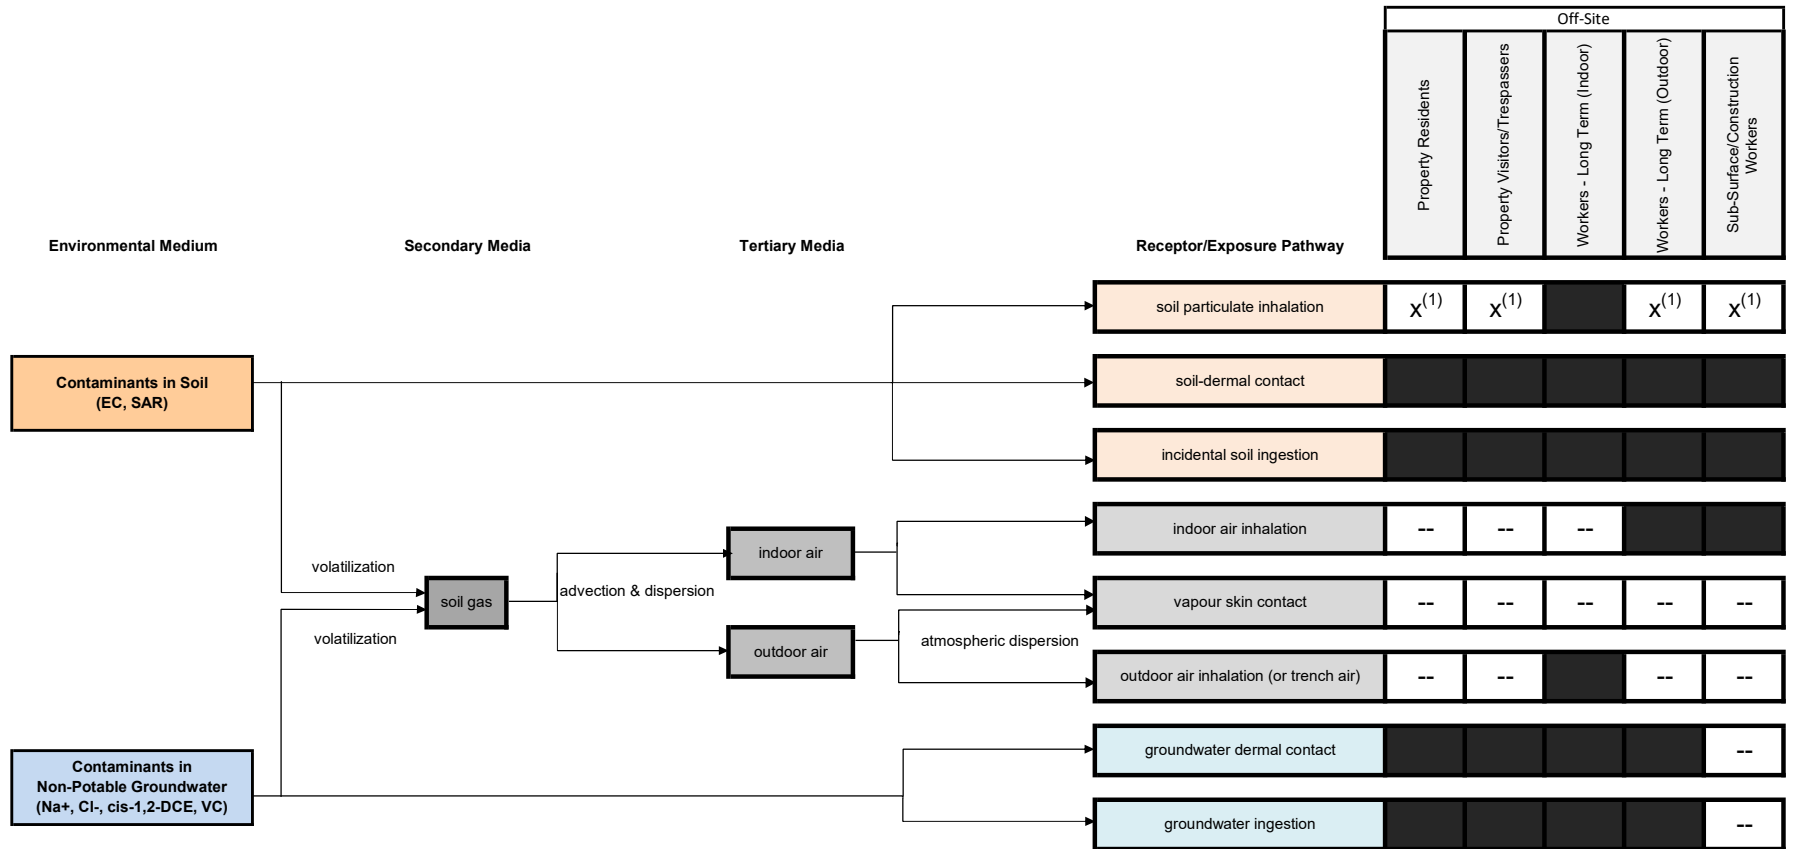 Off-Site
Property Residents
Property Visitors/Trespassers
Workers - Long Term (Indoor)
Workers - Long Term (Outdoor)
Sub-Surface/Construction
Workers
Environmental Medium
Secondary Media
Tertiary Media
Receptor/Exposure Pathway
soil particulate inhalation
x(1) x(1) x(1) x(1)
Contaminants in Soil
(EC, SAR)
soil-dermal contact
incidental soil ingestion
indoor air
indoor air inhalation
-- -- --
volatilization
advection & dispersion
soil gas
vapour skin contact
-- -- -- -- --
volatilization
outdoor air
atmospheric dispersion
outdoor air inhalation (or trench air)
-- -- -- --
Contaminants in
Non-Potable Groundwater
(Na+, Cl-, cis-1,2-DCE, VC)
groundwater dermal contact
--
groundwater ingestion
--